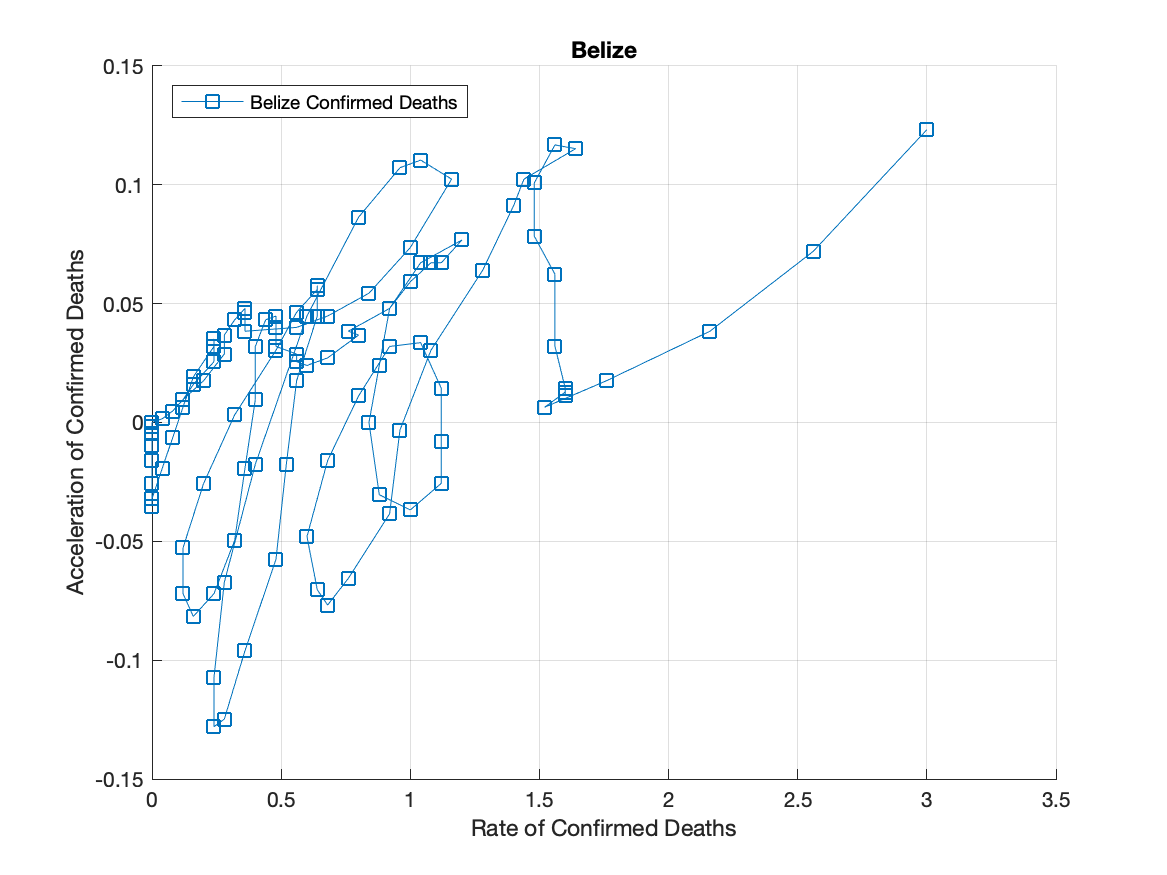 Belize
Belize Confirmed Deaths
0.15
0.1
0.05
0
-0.05
-0.1
-0.15
Acceleration of Confirmed Deaths
0 0.5 1 1.5 2 2.5 3 3.5
Rate of Confirmed Deaths